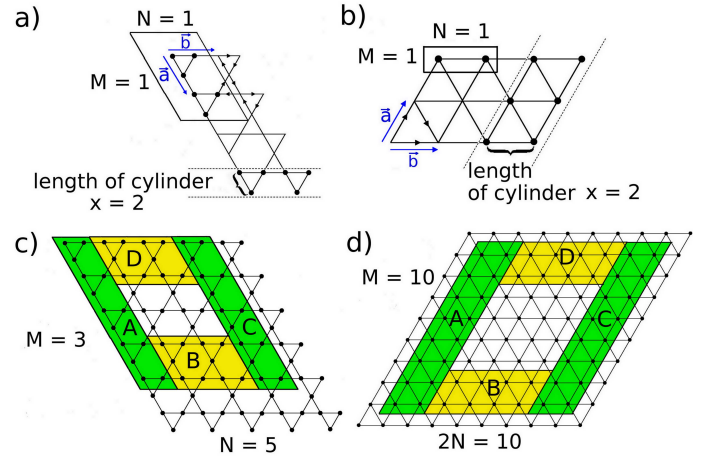 a)
N = 1
b⃗
a⃗
M = 1
length of cylinder
x = 2
b)
N = 1
M = 1
a⃗
b⃗
length
of cylinder x = 2
c)
D
A
C
B
M = 3
N = 5
d)
M = 10
D
A
C
B
2N = 10